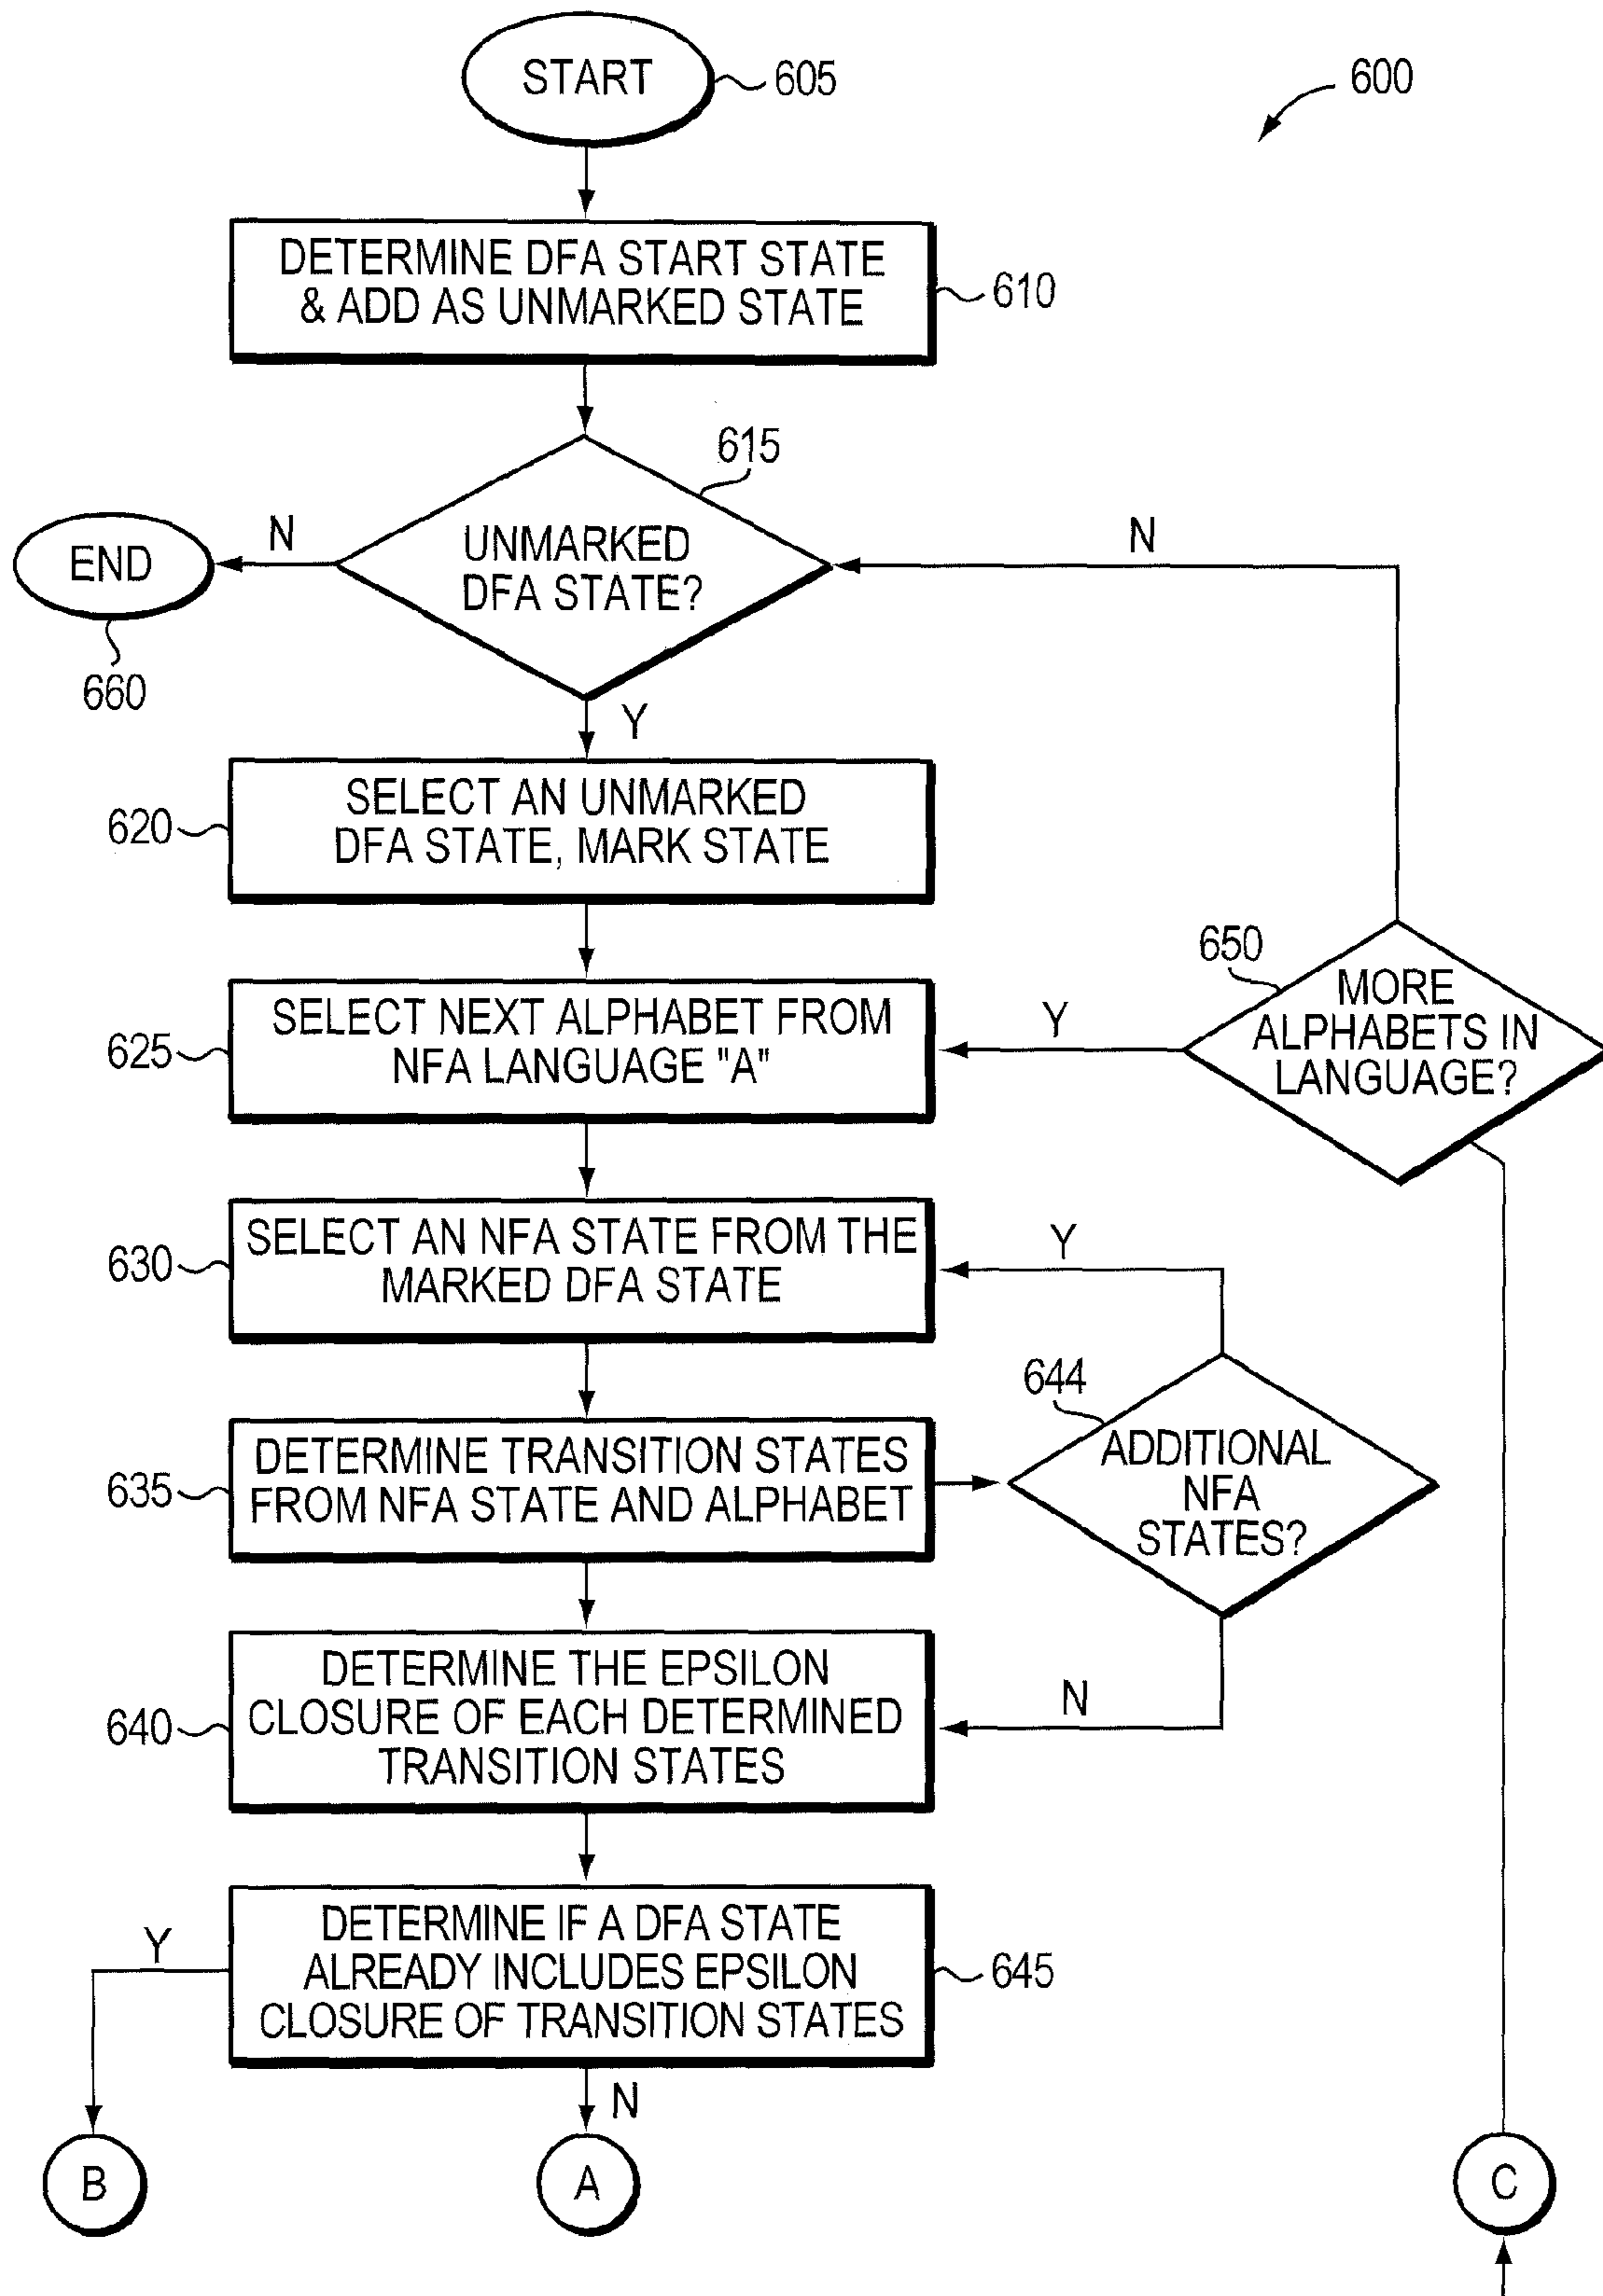 START
605
600
DETERMINE DFA START STATE
& ADD AS UNMARKED STATE
610
615
UNMARKED
DFA STATE?
N
END
660
N
Y
SELECT AN UNMARKED
DFA STATE, MARK STATE
620
650
MORE
ALPHABETS IN
LANGUAGE?
Y
SELECT NEXT ALPHABET FROM
NFA LANGUAGE "A"
625
SELECT AN NFA STATE FROM THE
MARKED DFA STATE
630
Y
644
ADDITIONAL
NFA
STATES?
DETERMINE TRANSITION STATES
FROM NFA STATE AND ALPHABET
635
N
DETERMINE THE EPSILON
CLOSURE OF EACH DETERMINED
TRANSITION STATES
640
DETERMINE IF A DFA STATE
ALREADY INCLUDES EPSILON
CLOSURE OF TRANSITION STATES
645
Y
N
B
A
C